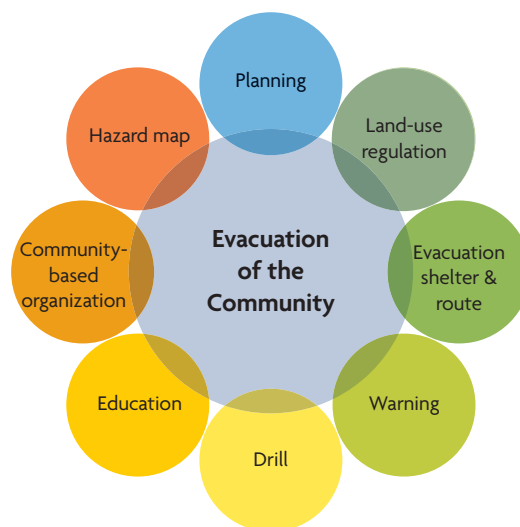 Planning
Land-use
regulation
Evacuation
shelter &
route
Warning
Drill
Education
Community-
based
organization
Hazard map
Evacuation
of the
Community